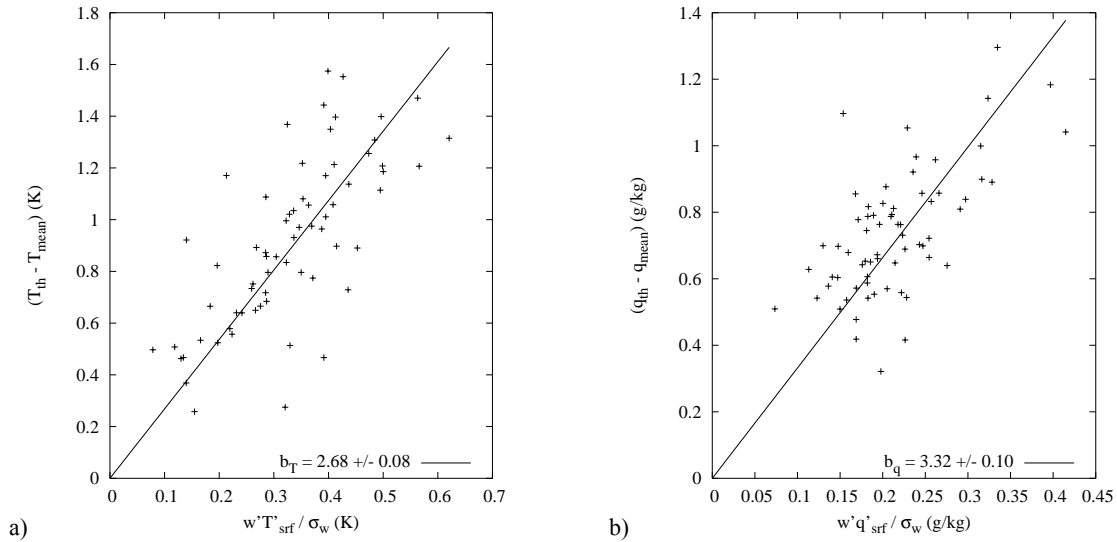 1.8
1.6
1.4
1.2
1
0.8
0.6
0.4
0.2
0
(T_th - T_mean) (K)
b_T = 2.68 +/- 0.08
0 0.1 0.2 0.3 0.4 0.5 0.6 0.7
w'T'_srf / σ_w (K)
a)
1.4
1.2
1
0.8
0.6
0.4
0.2
0
(q_th - q_mean) (g/kg)
b_q = 3.32 +/- 0.10
0 0.05 0.1 0.15 0.2 0.25 0.3 0.35 0.4 0.45
w'q'_srf / σ_w (g/kg)
b)